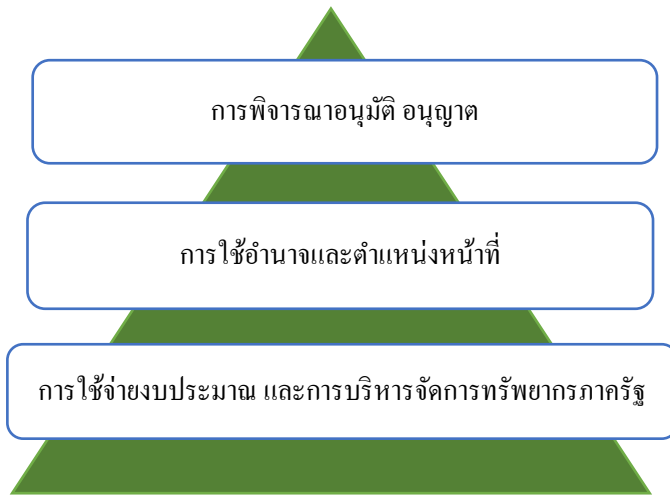 การพิจารณาอนุมัติ อนุญาต
การใช้อำนาจและตำแหน่งหน้าที่
การใช้จ่ายงบประมาณ และการบริหารจัดการทรัพยากรภาครัฐ